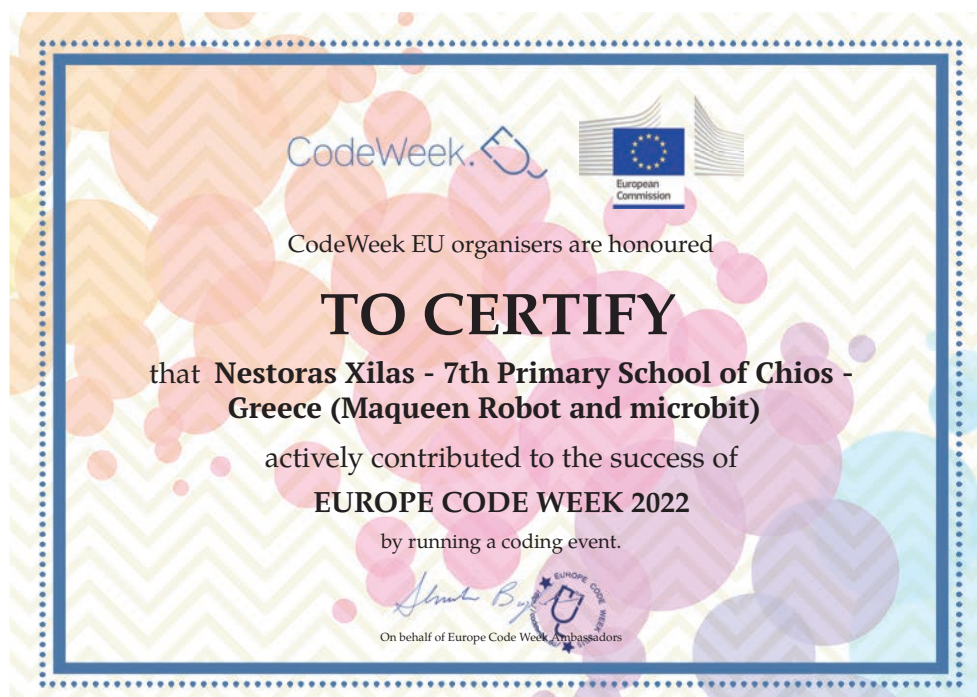 CodeWeek.EU
European
Commission
CodeWeek EU organisers are honoured
TO CERTIFY
that Nestoras Xilas - 7th Primary School of Chios -
Greece (Maqueen Robot and microbit)
actively contributed to the success of
EUROPE CODE WEEK 2022
by running a coding event.
EUROPE CODE WEEK
On behalf of Europe Code Week Ambassadors